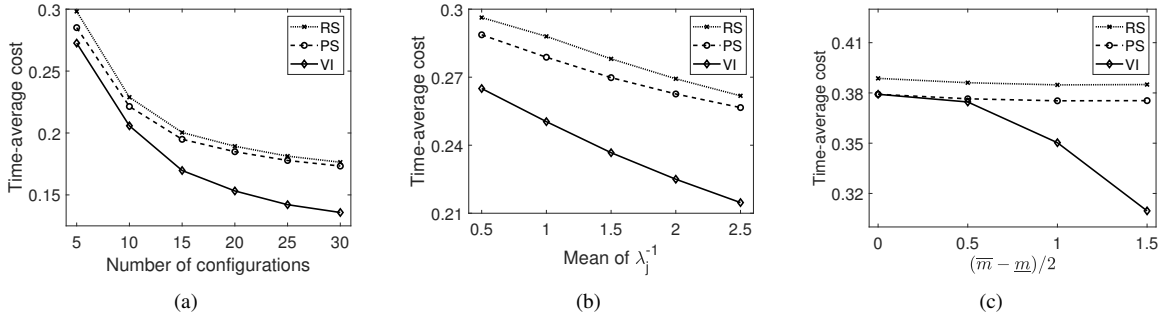 0.3
0.25
0.2
0.15
Time-average cost
5 10 15 20 25 30
Number of configurations
RS
PS
VI
(a)
0.3
0.27
0.24
0.21
Time-average cost
0.5 1 1.5 2 2.5
Mean of λ_j^-1
RS
PS
VI
(b)
0.41
0.38
0.35
0.32
Time-average cost
0 0.5 1 1.5
(m̅ − m̲)/2
RS
PS
VI
(c)